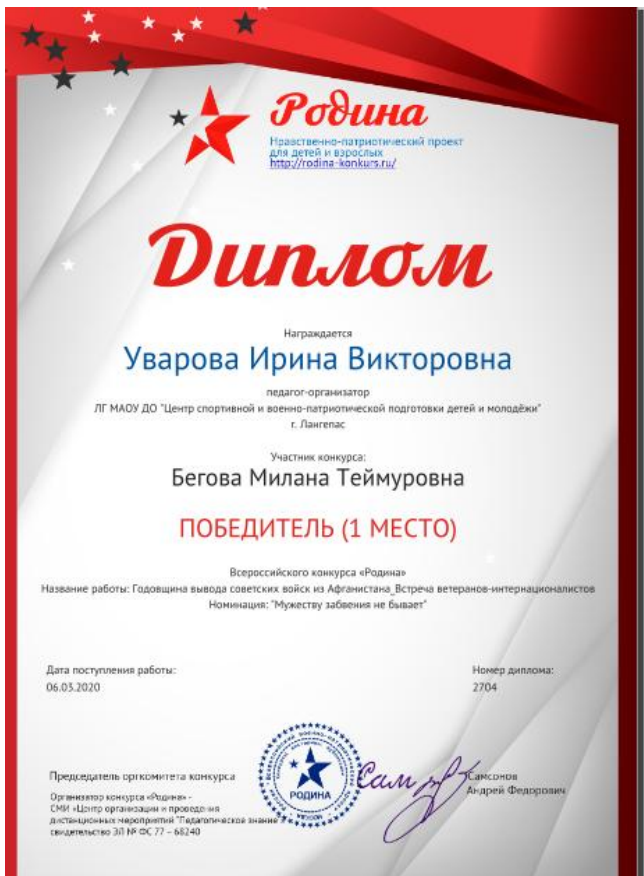 Родина
Нравственно-патриотический проект
для детей и взрослых
http://rodina-konkurs.ru/
Диплом
Награждается
Уварова Ирина Викторовна
педагог-организатор
ЛГ МАОУ ДО "Центр спортивной и военно-патриотической подготовки детей и молодёжи"
г. Лангепас
Участник конкурса:
Бегова Милана Теймуровна
ПОБЕДИТЕЛЬ (1 МЕСТО)
Всероссийского конкурса «Родина»
Название работы: Годовщина вывода советских войск из Афганистана_Встреча ветеранов-интернационалистов
Номинация: "Мужеству забвения не бывает"
Дата поступления работы:
06.03.2020
Номер диплома:
2704
Председатель оргкомитета конкурса
Организатор конкурса «Родина» -
СМИ «Центр организации и проведения
дистанционных мероприятий "Педагогическое знание"
свидетельство ЭЛ № ФС 77 – 68240
РОДИНА
Самсонов
Андрей Федорович